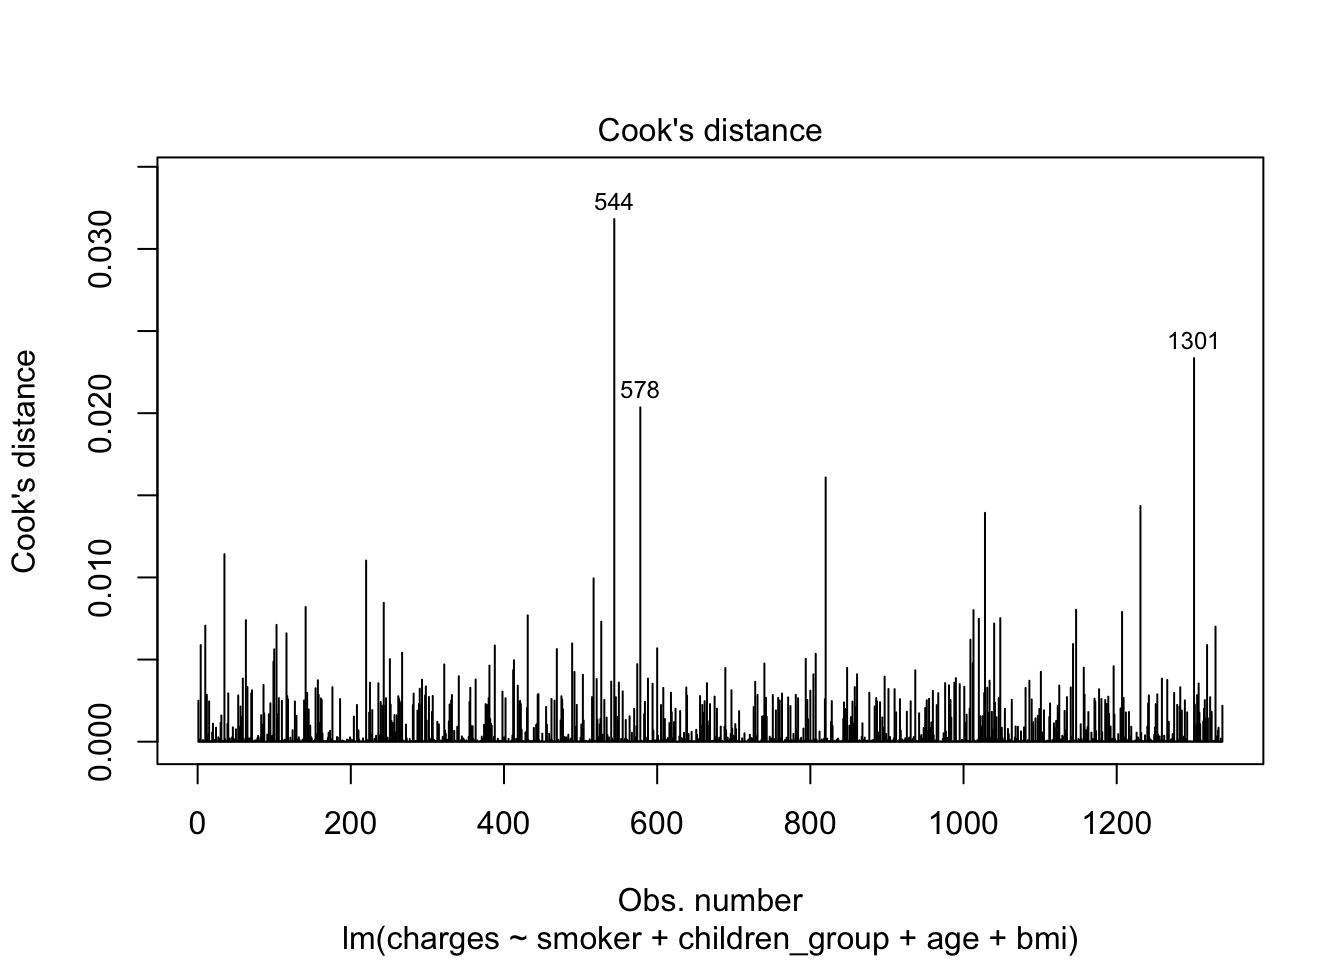 Cook's distance
0.030
0.020
0.010
0.000
Cook's distance
544
578
1301
0 200 400 600 800 1000 1200
Obs. number
lm(charges ~ smoker + children_group + age + bmi)